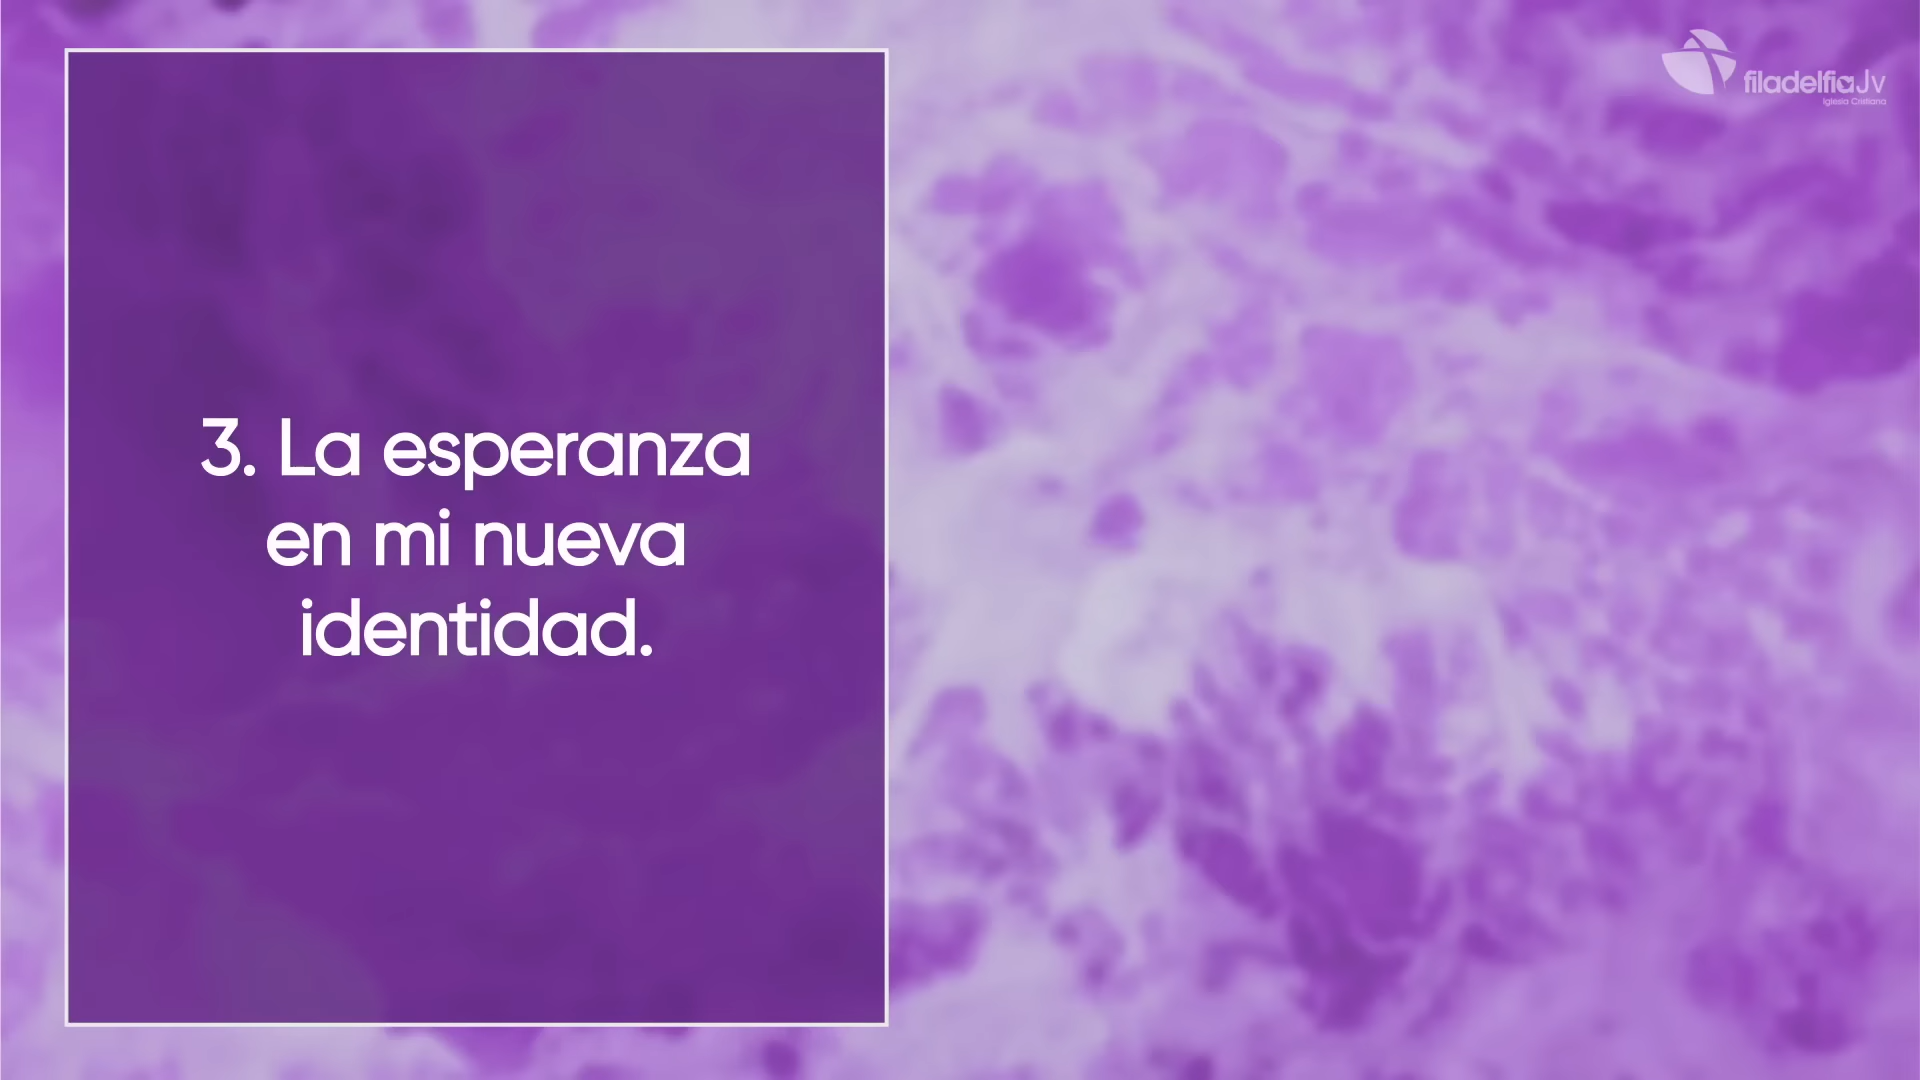 filadelfiaJv
Iglesia Cristiana
3. La esperanza
en mi nueva
identidad.